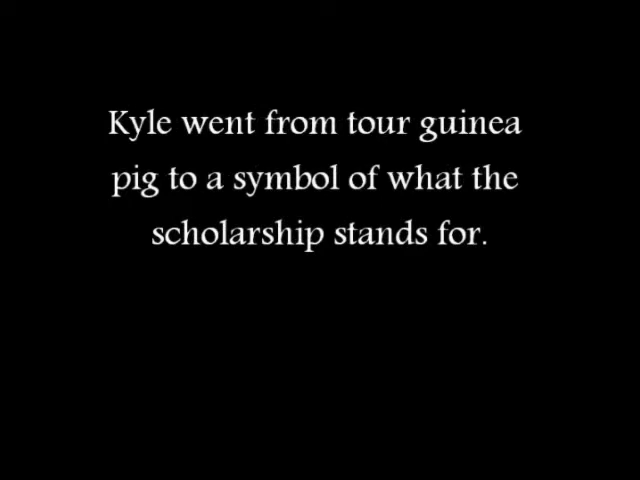 Kyle went from tour guinea
pig to a symbol of what the
scholarship stands for.